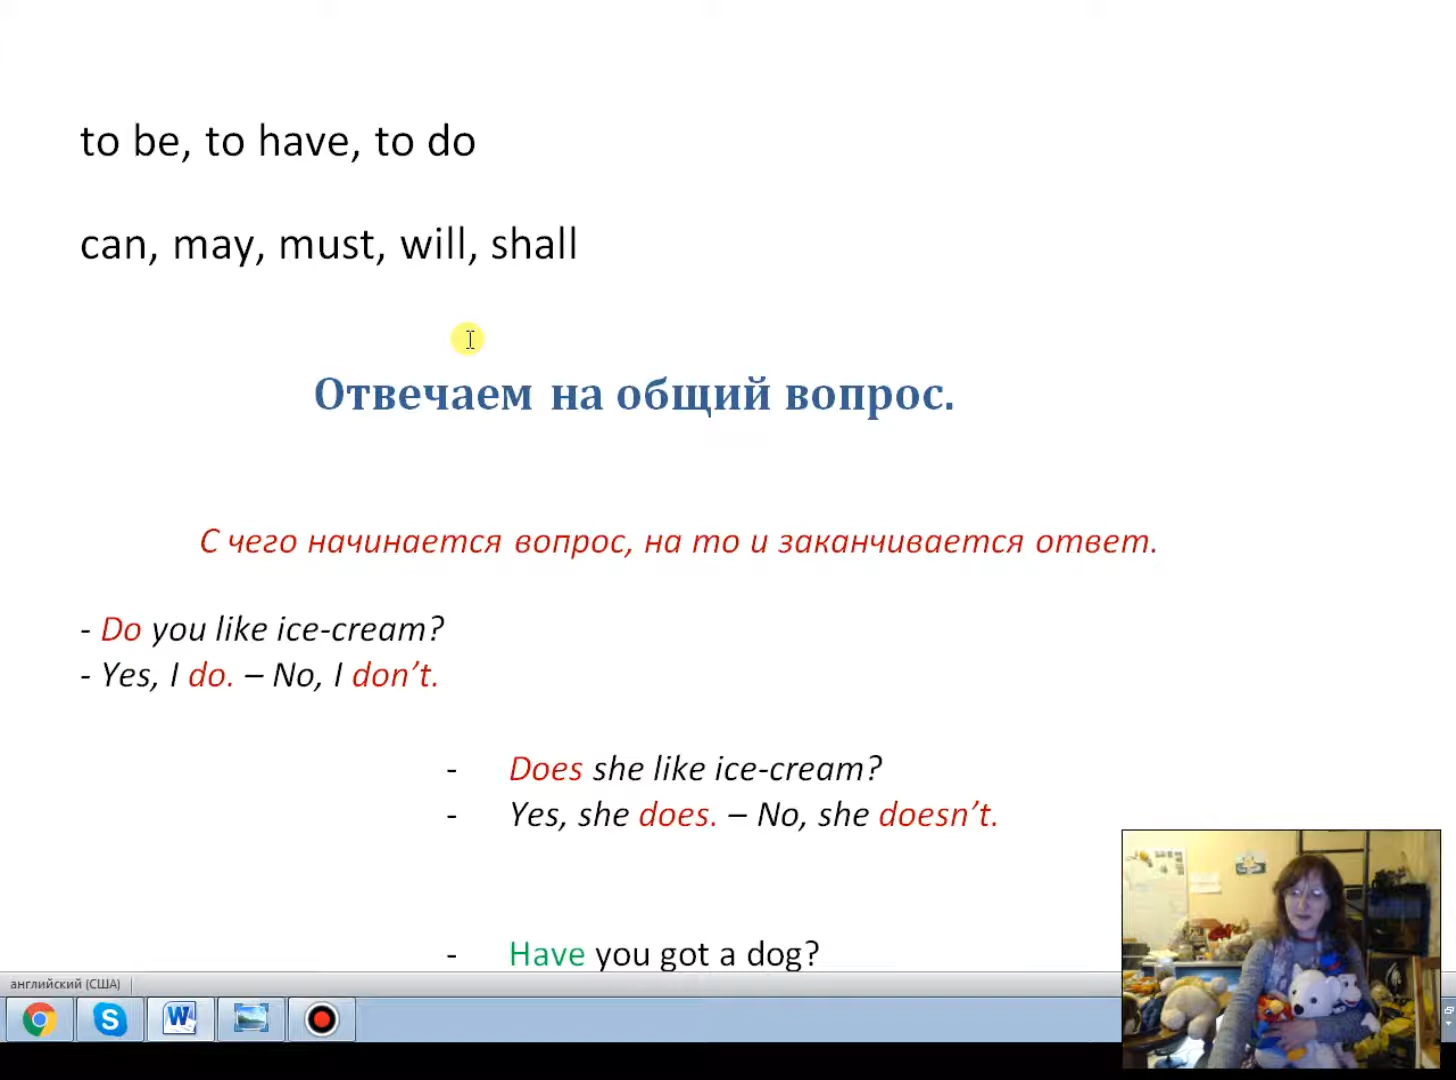 to be, to have, to do
can, may, must, will, shall
Отвечаем на общий вопрос.
С чего начинается вопрос, на то и заканчивается ответ.
- Do you like ice-cream?
- Yes, I do. – No, I don’t.
- Does she like ice-cream?
- Yes, she does. – No, she doesn’t.
- Have you got a dog?
английский (США)